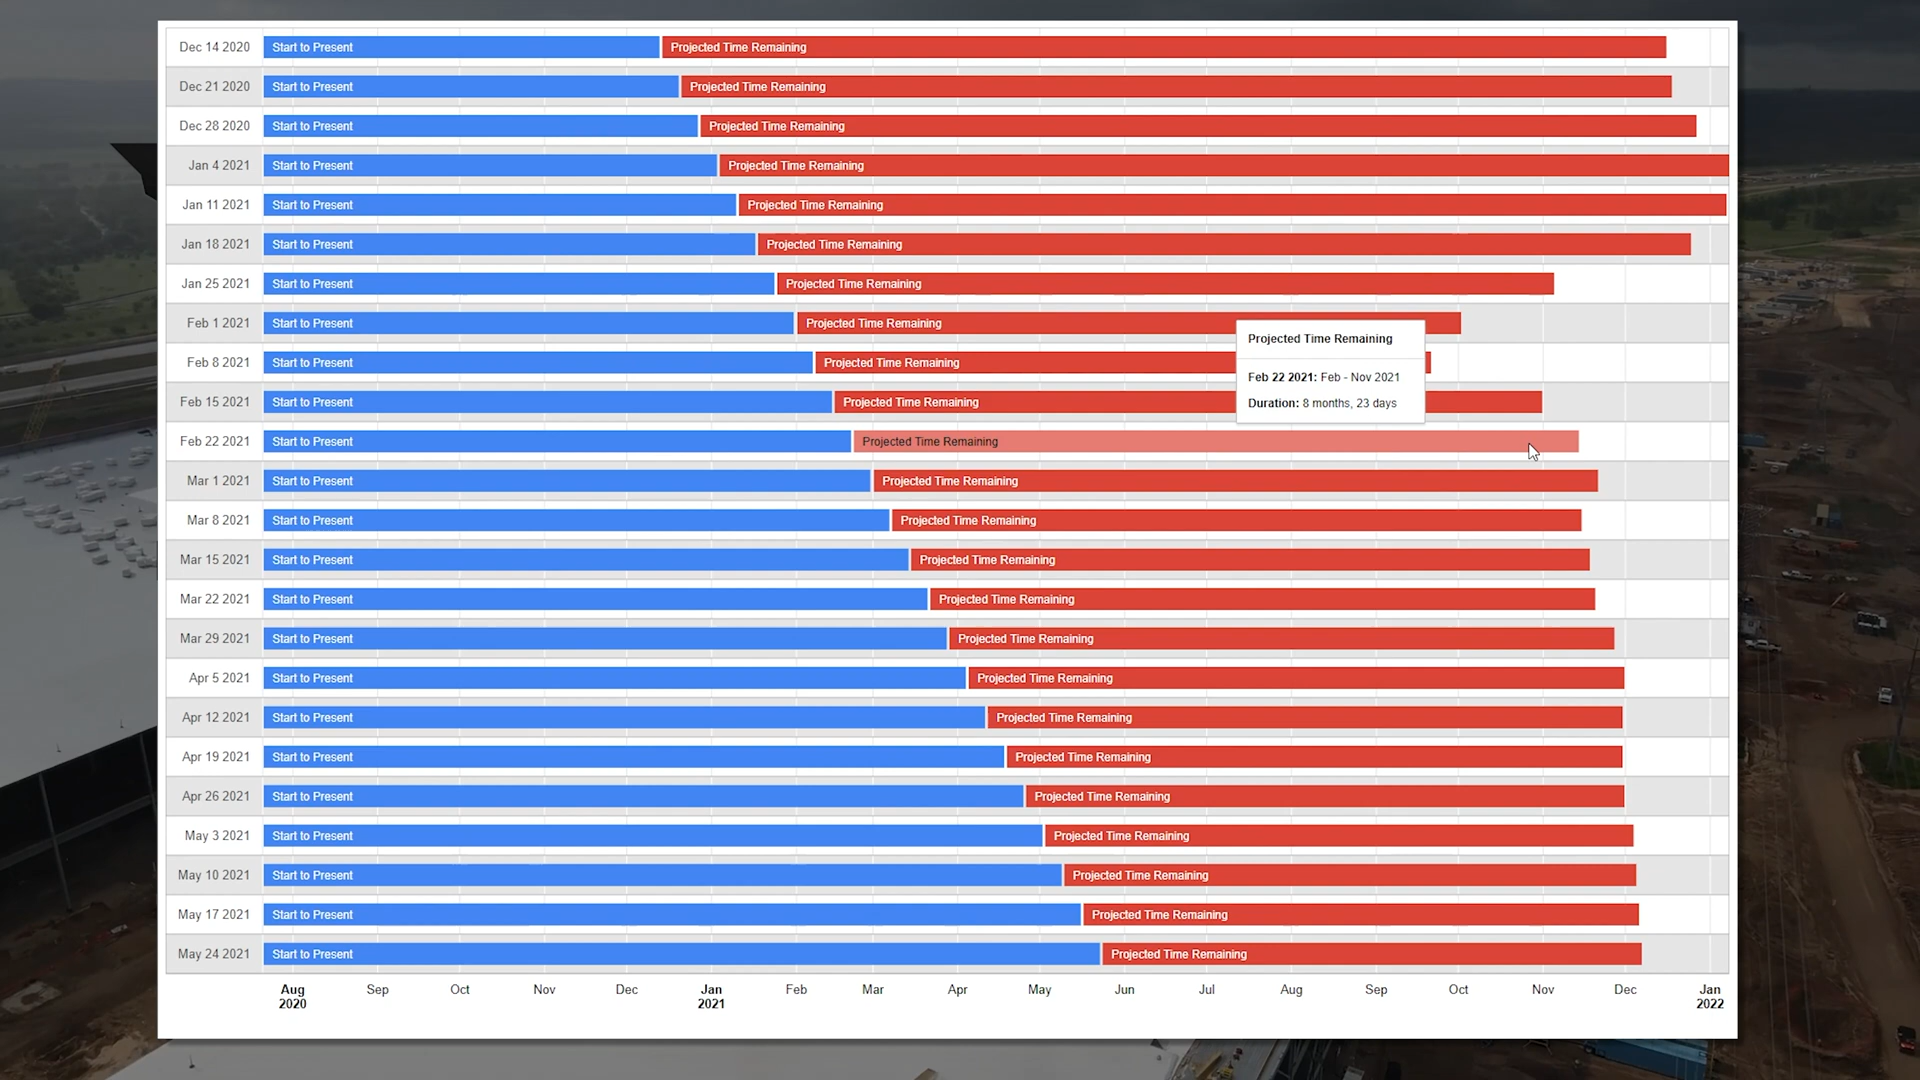 Dec 14 2020 Start to Present Projected Time Remaining
Dec 21 2020 Start to Present Projected Time Remaining
Dec 28 2020 Start to Present Projected Time Remaining
Jan 4 2021 Start to Present Projected Time Remaining
Jan 11 2021 Start to Present Projected Time Remaining
Jan 18 2021 Start to Present Projected Time Remaining
Jan 25 2021 Start to Present Projected Time Remaining
Feb 1 2021 Start to Present Projected Time Remaining
Projected Time Remaining
Feb 22 2021: Feb - Nov 2021
Duration: 8 months, 23 days
Feb 8 2021 Start to Present Projected Time Remaining
Feb 15 2021 Start to Present Projected Time Remaining
Feb 22 2021 Start to Present Projected Time Remaining
Mar 1 2021 Start to Present Projected Time Remaining
Mar 8 2021 Start to Present Projected Time Remaining
Mar 15 2021 Start to Present Projected Time Remaining
Mar 22 2021 Start to Present Projected Time Remaining
Mar 29 2021 Start to Present Projected Time Remaining
Apr 5 2021 Start to Present Projected Time Remaining
Apr 12 2021 Start to Present Projected Time Remaining
Apr 19 2021 Start to Present Projected Time Remaining
Apr 26 2021 Start to Present Projected Time Remaining
May 3 2021 Start to Present Projected Time Remaining
May 10 2021 Start to Present Projected Time Remaining
May 17 2021 Start to Present Projected Time Remaining
May 24 2021 Start to Present Projected Time Remaining
Aug Sep Oct Nov Dec Jan Feb Mar Apr May Jun Jul Aug Sep Oct Nov Dec Jan
2020 2021 2022